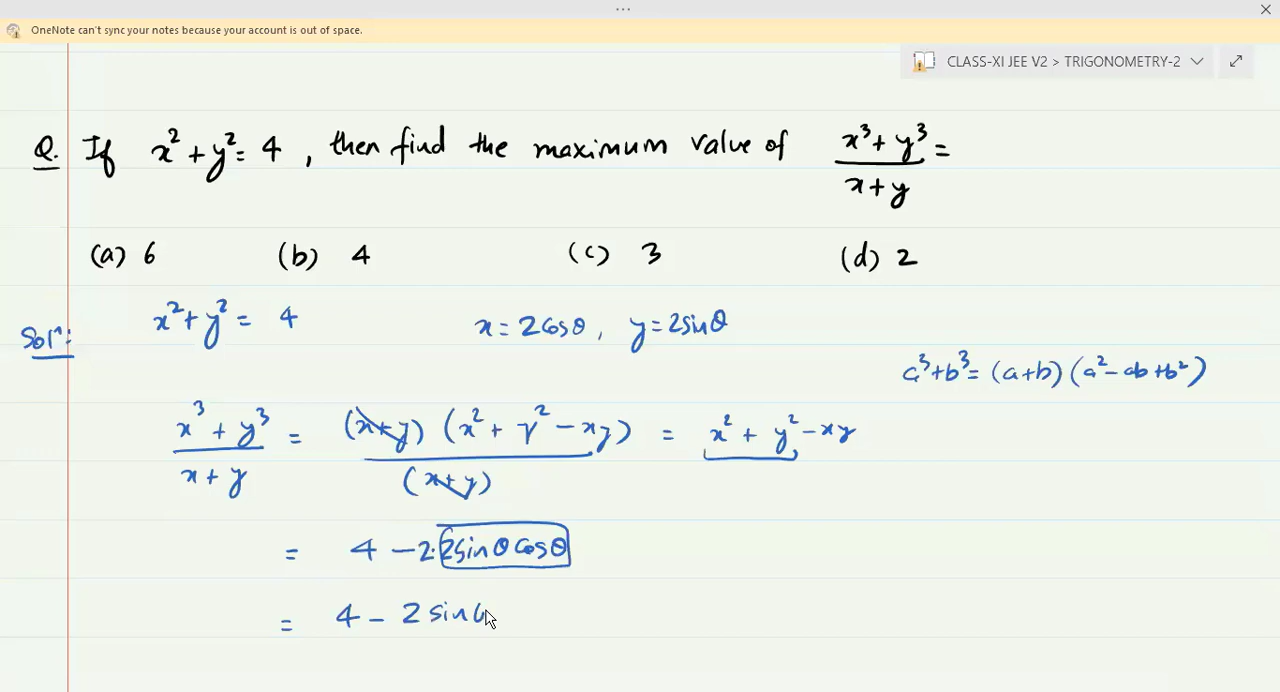 OneNote can't sync your notes because your account is out of space.
CLASS-XI JEE V2 > TRIGONOMETRY-2
Q. If x² + y² = 4 , then find the maximum value of (x³ + y³)/(x + y) =
(a) 6 (b) 4 (c) 3 (d) 2
Solⁿ: x² + y² = 4 x = 2cosθ , y = 2sinθ
a³+b³ = (a+b) (a² - ab + b²)
(x³ + y³)/(x + y) = (x+y) (x² + y² - xy)/(x+y) = x² + y² - xy
= 4 - 2·2sinθ cosθ
= 4 - 2 sin